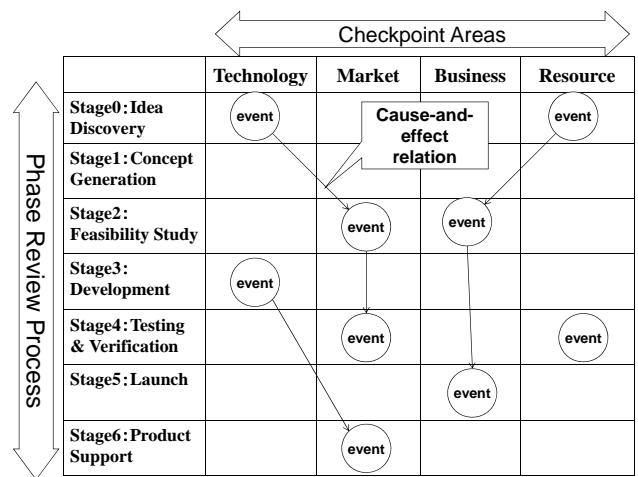 Checkpoint Areas
Technology Market Business Resource
Phase Review Process
Stage0:Idea
Discovery
event
event
Cause-and-
effect
relation
Stage1:Concept
Generation
Stage2:
Feasibility Study
event
event
Stage3:
Development
event
Stage4:Testing
& Verification
event
event
Stage5:Launch
event
Stage6:Product
Support
event